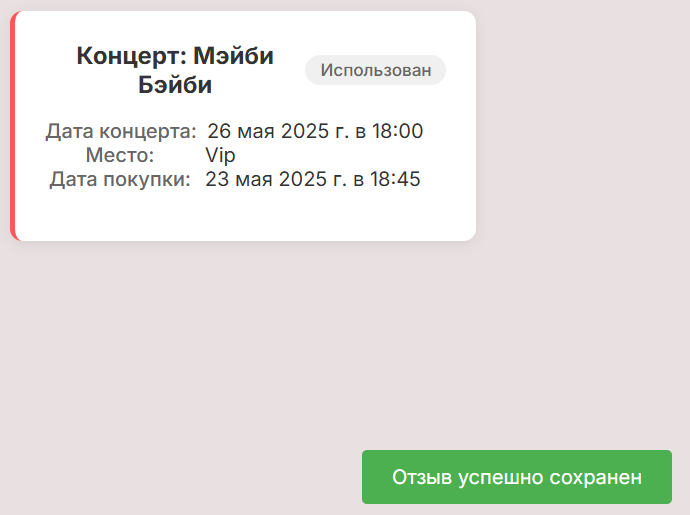 Концерт: Мэйби
Бэйби
Использован
Дата концерта: 26 мая 2025 г. в 18:00
Место: Vip
Дата покупки: 23 мая 2025 г. в 18:45
Отзыв успешно сохранен